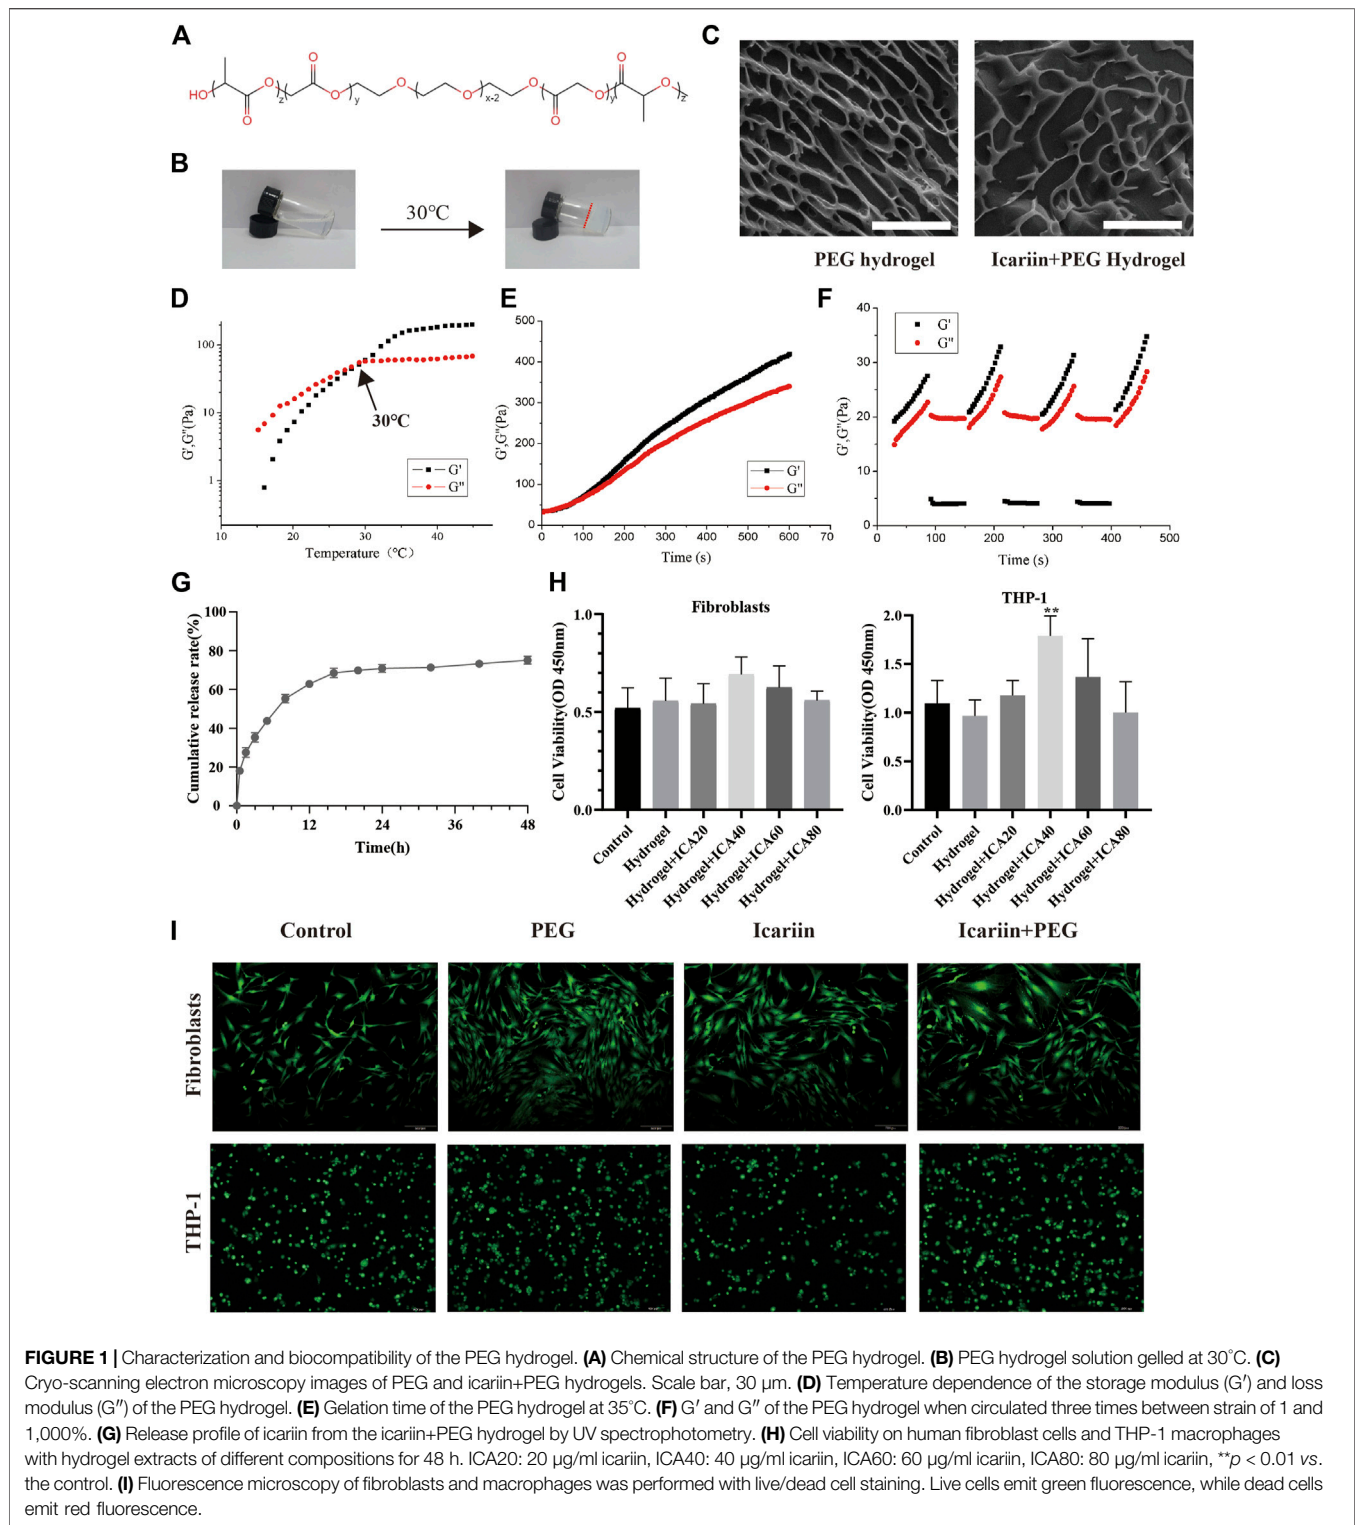 A
HO
O
O
z
O
O
y
O
O
x-2
O
O
O
y
O
O
z
B
30℃
C
PEG hydrogel
Icariin+PEG Hydrogel
D
G',G"(Pa)
100
10
1
30℃
G'
G"
10
20
30
40
Temperature (℃)
E
G',G"(Pa)
500
400
300
200
100
0
G'
G"
0
100
200
300
400
500
600
70
Time (s)
F
G',G"(Pa)
40
30
20
10
0
G'
G"
0
100
200
300
400
500
Time (s)
G
Cumulative release rate(%)
100
80
60
40
20
0
0
12
24
36
48
Time(h)
H
Fibroblasts
Cell Viability(OD 450nm)
1.0
0.5
0.0
Control
Hydrogel
Hydrogel+ICA20
Hydrogel+ICA40
Hydrogel+ICA60
Hydrogel+ICA80
THP-1
**
Cell Viability(OD 450nm)
2.0
1.5
1.0
0.5
0.0
Control
Hydrogel
Hydrogel+ICA20
Hydrogel+ICA40
Hydrogel+ICA60
Hydrogel+ICA80
I
Control
PEG
Icariin
Icariin+PEG
Fibroblasts
THP-1
FIGURE 1 | Characterization and biocompatibility of the PEG hydrogel. (A) Chemical structure of the PEG hydrogel. (B) PEG hydrogel solution gelled at 30°C. (C)
Cryo-scanning electron microscopy images of PEG and icariin+PEG hydrogels. Scale bar, 30 μm. (D) Temperature dependence of the storage modulus (G′) and loss
modulus (G″) of the PEG hydrogel. (E) Gelation time of the PEG hydrogel at 35°C. (F) G′ and G″ of the PEG hydrogel when circulated three times between strain of 1 and
1,000%. (G) Release profile of icariin from the icariin+PEG hydrogel by UV spectrophotometry. (H) Cell viability on human fibroblast cells and THP-1 macrophages
with hydrogel extracts of different compositions for 48 h. ICA20: 20 μg/ml icariin, ICA40: 40 μg/ml icariin, ICA60: 60 μg/ml icariin, ICA80: 80 μg/ml icariin, **p < 0.01 vs.
the control. (I) Fluorescence microscopy of fibroblasts and macrophages was performed with live/dead cell staining. Live cells emit green fluorescence, while dead cells
emit red fluorescence.